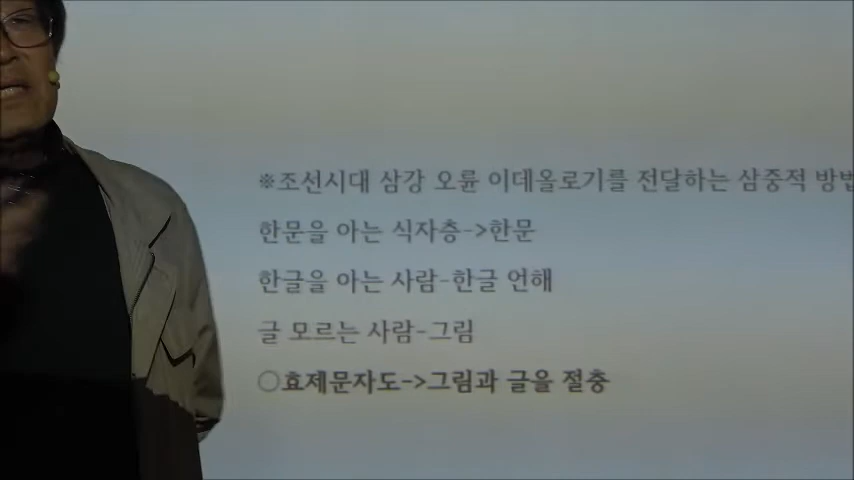 ※조선시대 삼강 오륜 이데올로기를 전달하는 삼중적 방법
한문을 아는 식자층->한문
한글을 아는 사람-한글 언해
글 모르는 사람-그림
○효제문자도->그림과 글을 절충